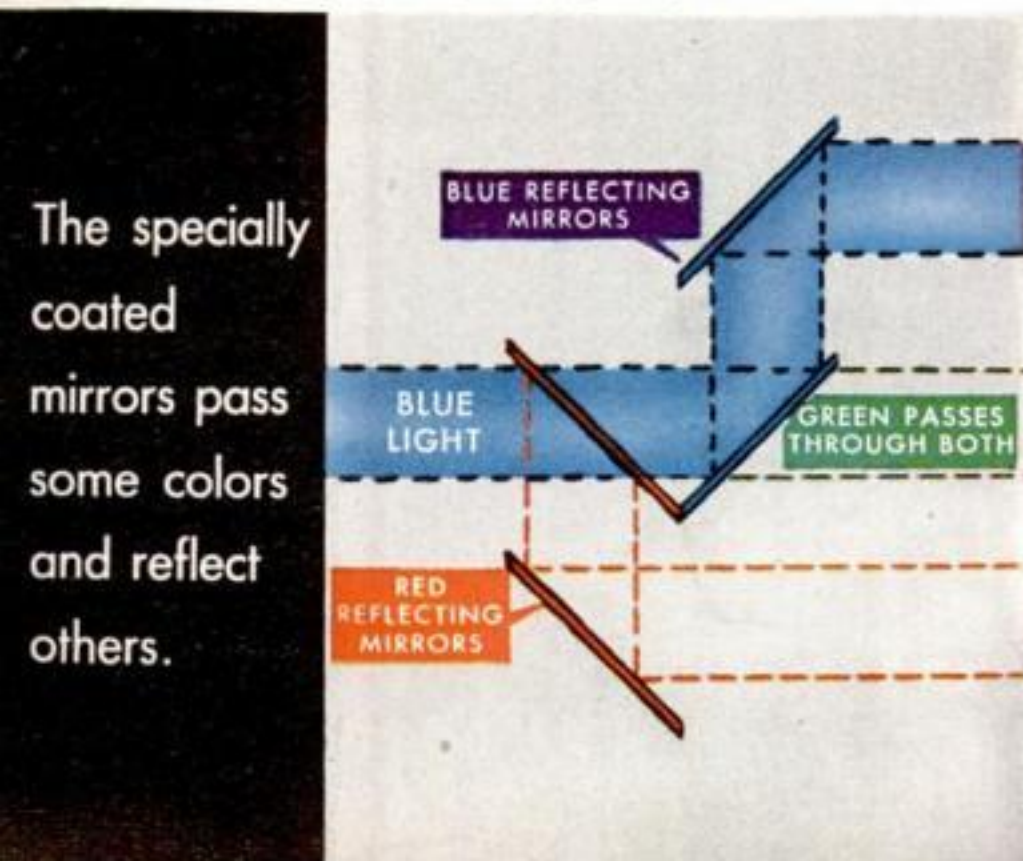 The specially
coated
mirrors pass
some colors
and reflect
others.
BLUE REFLECTING
MIRRORS
BLUE
LIGHT
GREEN PASSES
THROUGH BOTH
RED
REFLECTING
MIRRORS